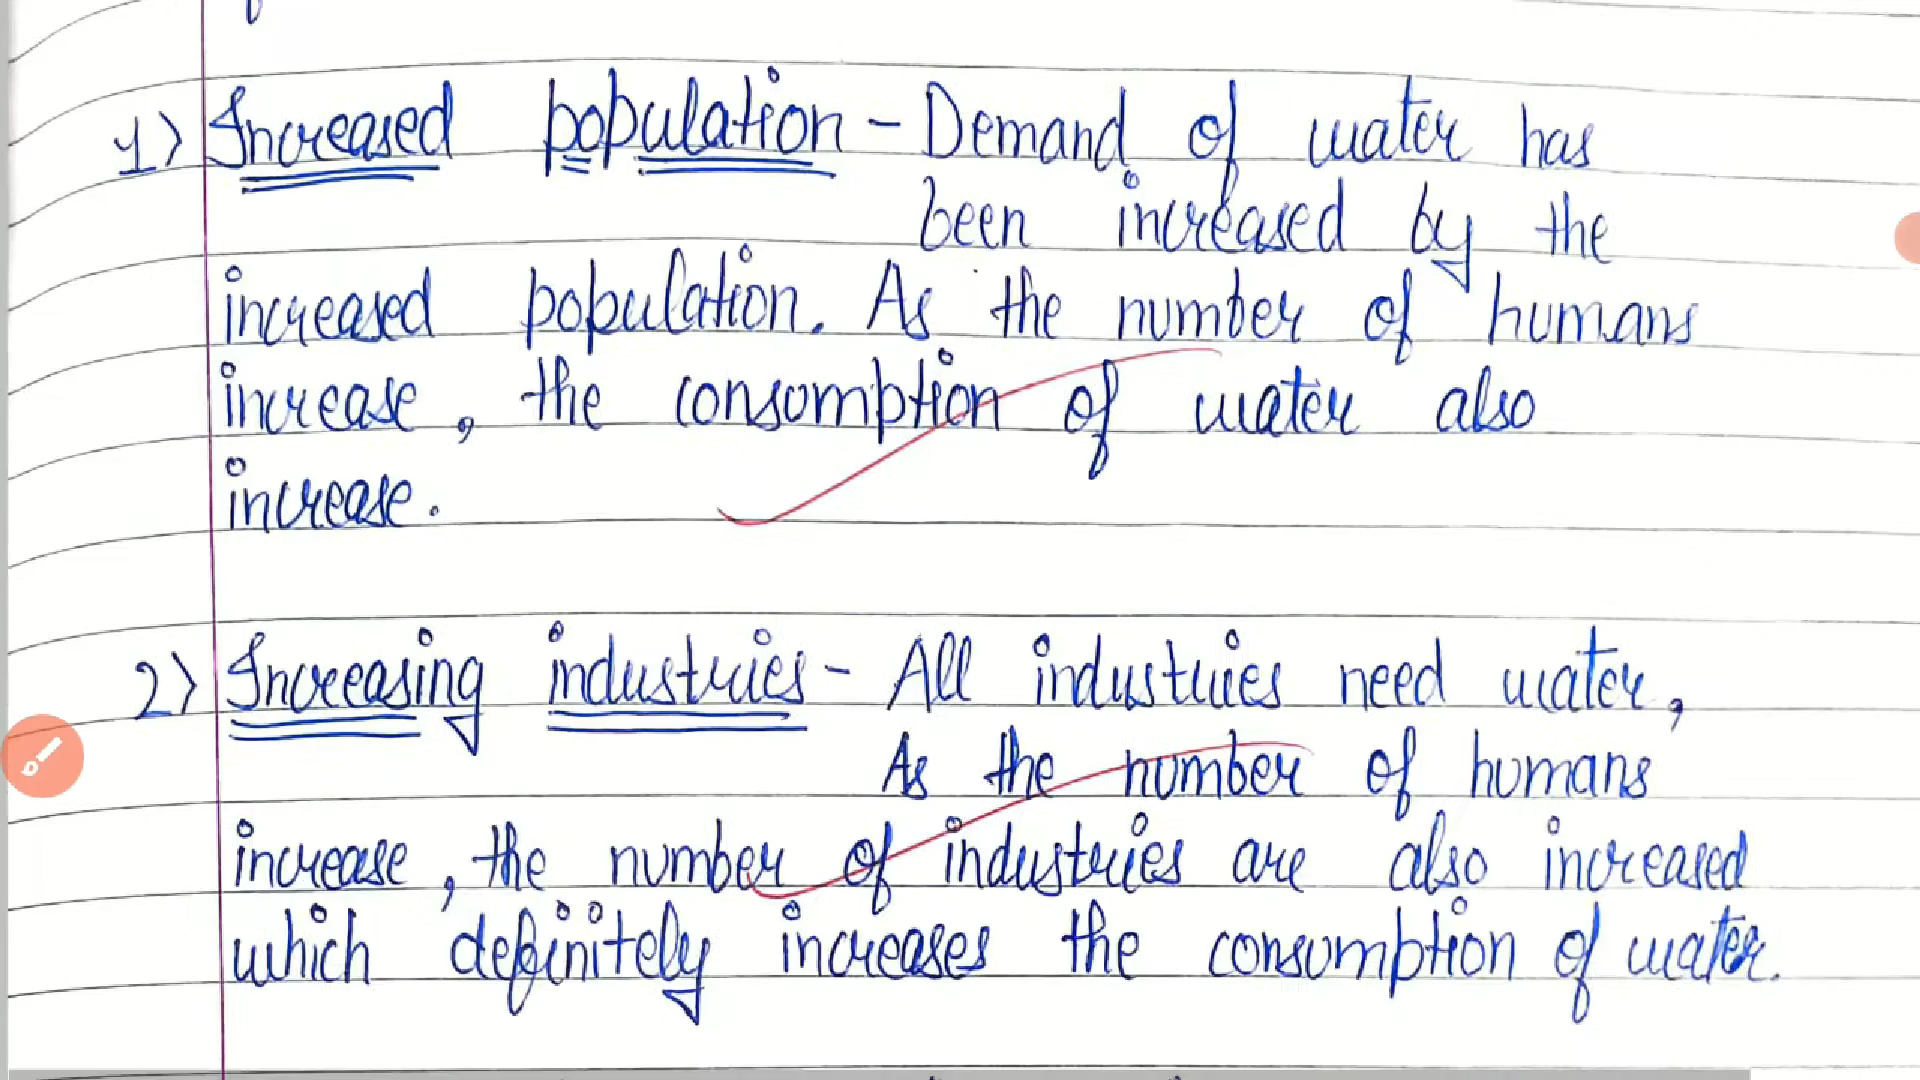 1) Increased population - Demand of water has
been increased by the
increased population. As the number of humans
increase, the consomption of water also
increase.
2) Increasing industries - All industries need water,
As the number of humans
increase, the number of industries are also increased
which definitely increases the consumption of water.